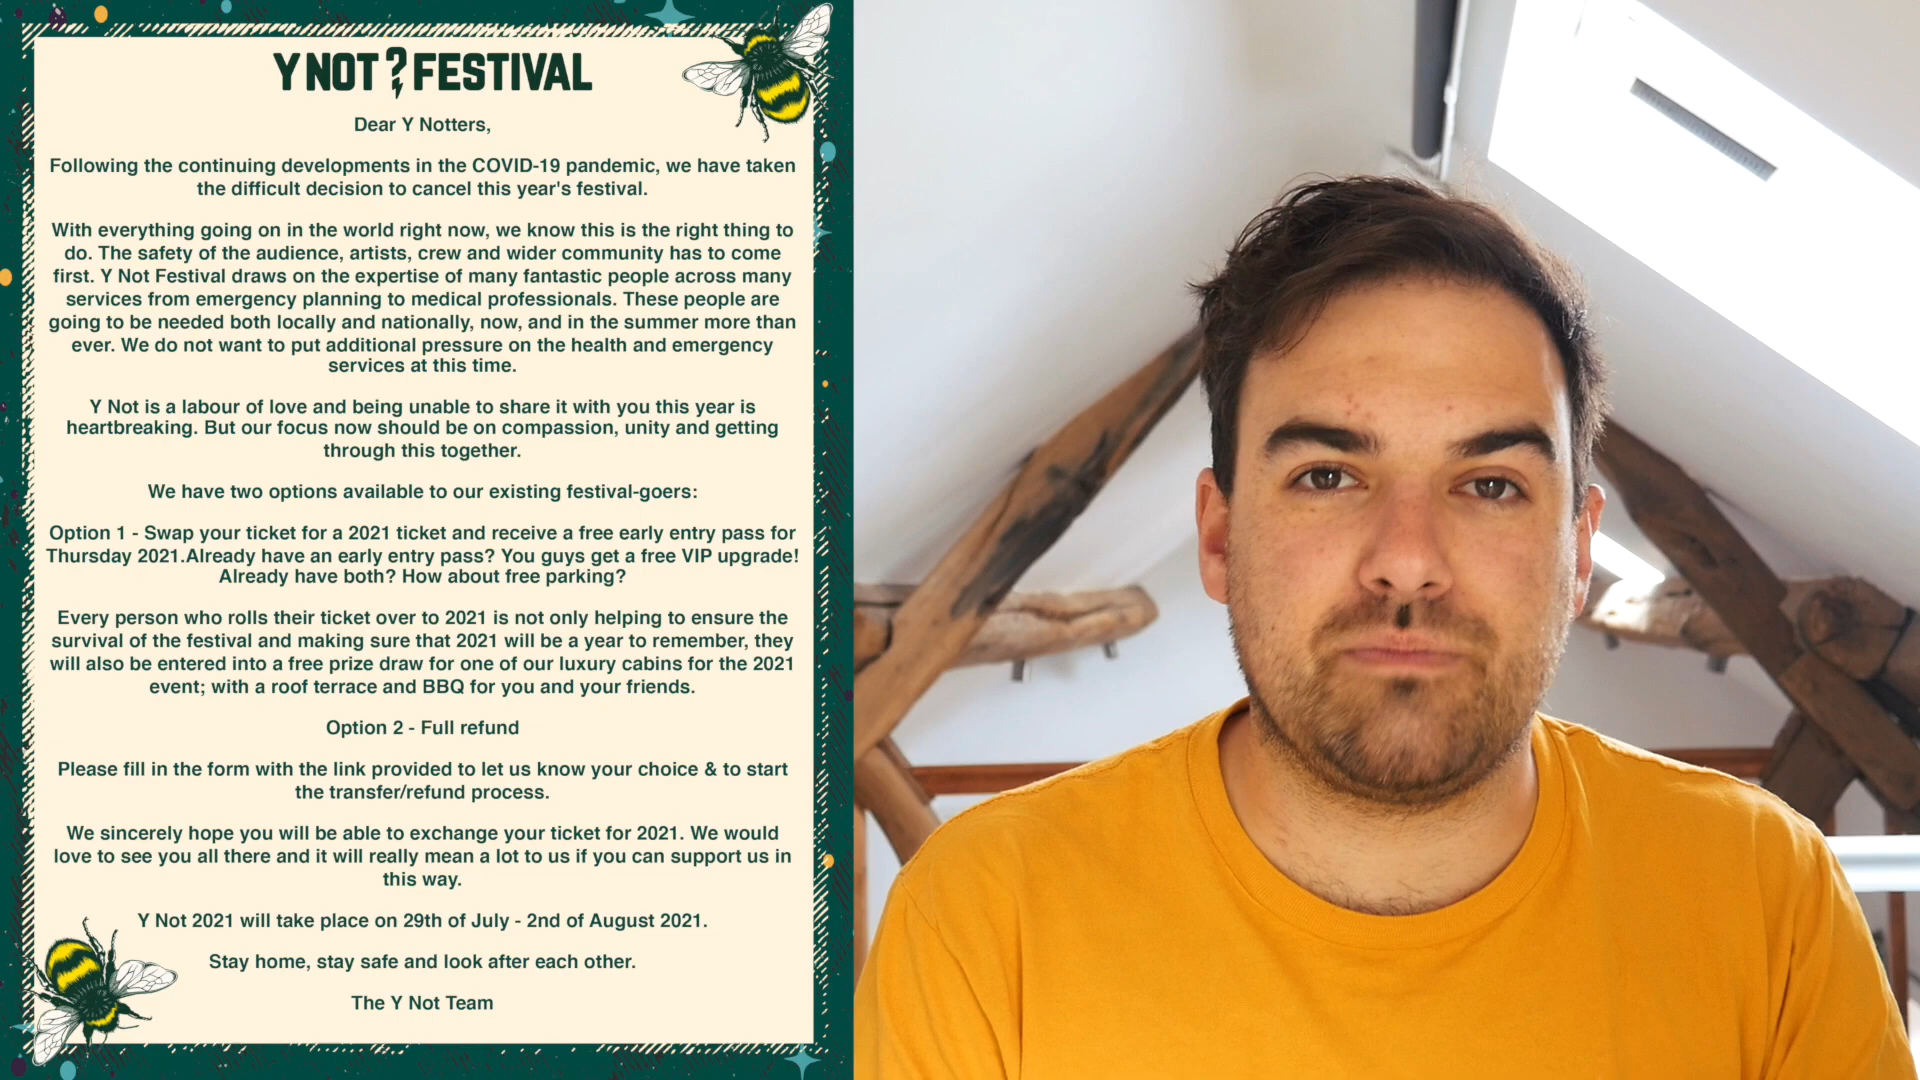 Y NOT? FESTIVAL
Dear Y Notters,
Following the continuing developments in the COVID-19 pandemic, we have taken
the difficult decision to cancel this year's festival.
With everything going on in the world right now, we know this is the right thing to
do. The safety of the audience, artists, crew and wider community has to come
first. Y Not Festival draws on the expertise of many fantastic people across many
services from emergency planning to medical professionals. These people are
going to be needed both locally and nationally, now, and in the summer more than
ever. We do not want to put additional pressure on the health and emergency
services at this time.
Y Not is a labour of love and being unable to share it with you this year is
heartbreaking. But our focus now should be on compassion, unity and getting
through this together.
We have two options available to our existing festival-goers:
Option 1 - Swap your ticket for a 2021 ticket and receive a free early entry pass for
Thursday 2021.Already have an early entry pass? You guys get a free VIP upgrade!
Already have both? How about free parking?
Every person who rolls their ticket over to 2021 is not only helping to ensure the
survival of the festival and making sure that 2021 will be a year to remember, they
will also be entered into a free prize draw for one of our luxury cabins for the 2021
event; with a roof terrace and BBQ for you and your friends.
Option 2 - Full refund
Please fill in the form with the link provided to let us know your choice & to start
the transfer/refund process.
We sincerely hope you will be able to exchange your ticket for 2021. We would
love to see you all there and it will really mean a lot to us if you can support us in
this way.
Y Not 2021 will take place on 29th of July - 2nd of August 2021.
Stay home, stay safe and look after each other.
The Y Not Team